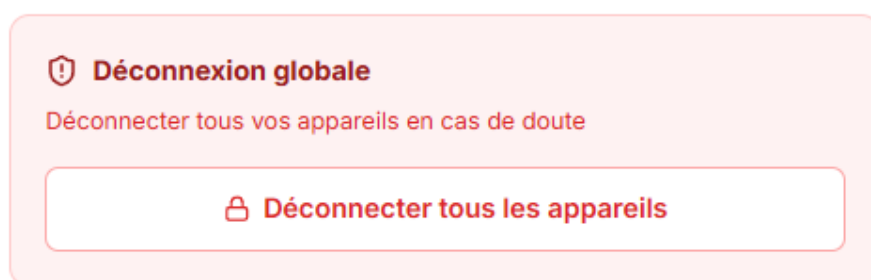 Déconnexion globale
Déconnecter tous vos appareils en cas de doute
Déconnecter tous les appareils